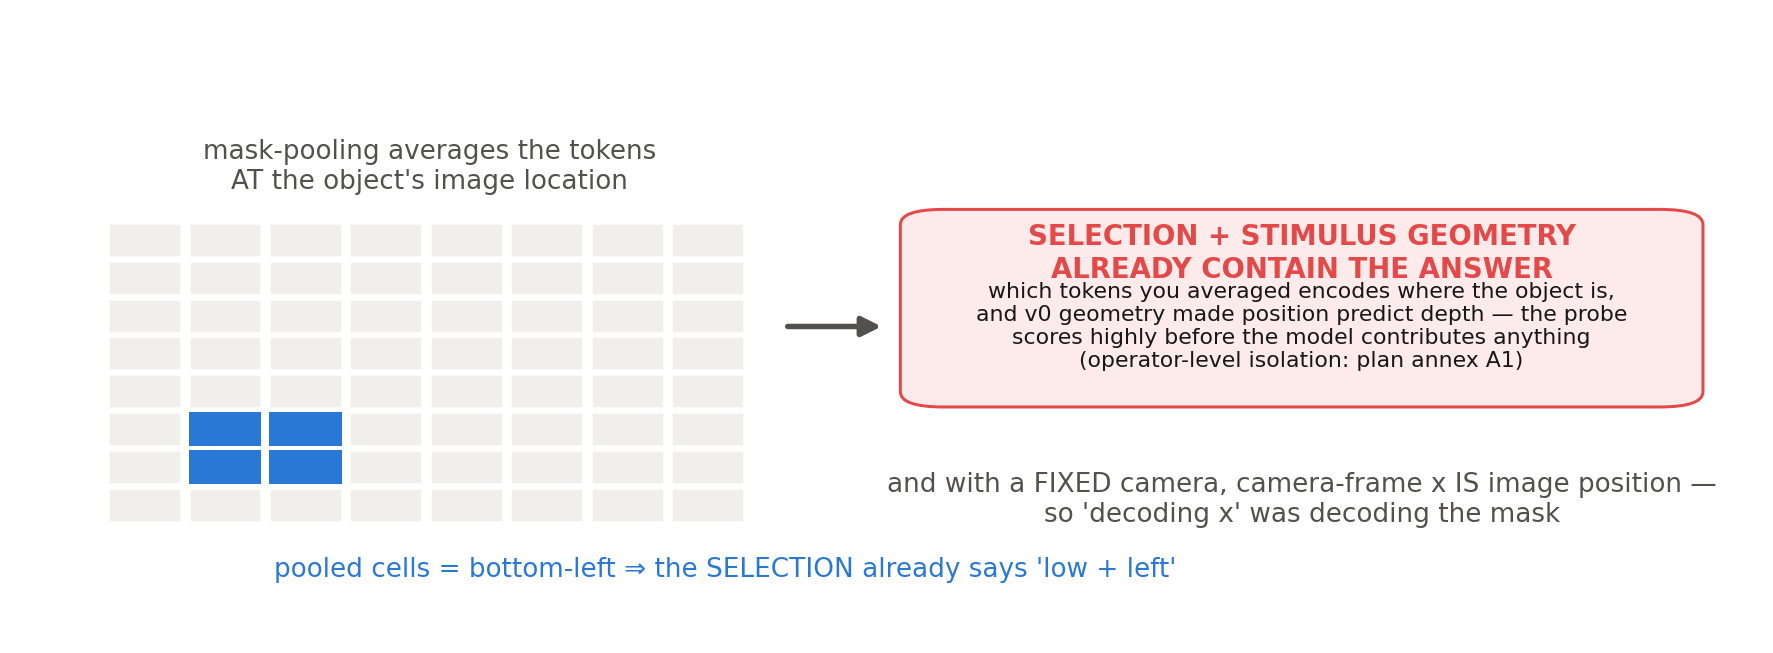 mask-pooling averages the tokens
AT the object's image location
SELECTION + STIMULUS GEOMETRY
ALREADY CONTAIN THE ANSWER
which tokens you averaged encodes where the object is,
and v0 geometry made position predict depth — the probe
scores highly before the model contributes anything
(operator-level isolation: plan annex A1)
and with a FIXED camera, camera-frame x IS image position —
so 'decoding x' was decoding the mask
pooled cells = bottom-left ⇒ the SELECTION already says 'low + left'